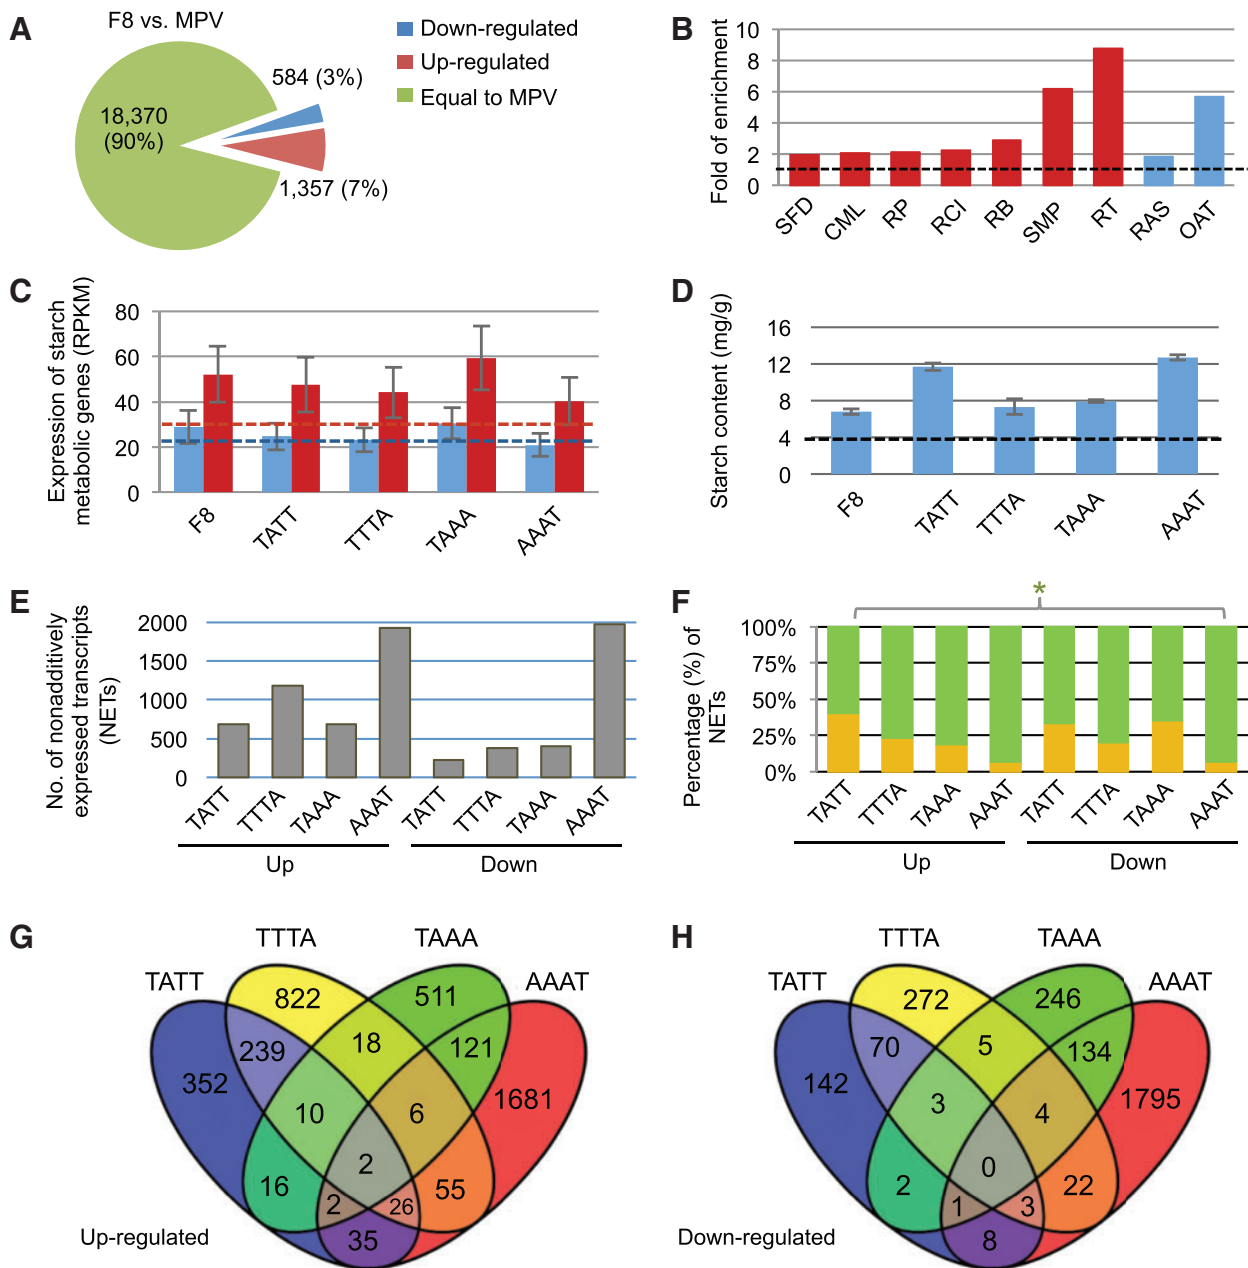 A
F8 vs. MPV
584 (3%)
18,370
(90%)
1,357 (7%)
Down-regulated
Up-regulated
Equal to MPV
B
Fold of enrichment
10
8
6
4
2
0
SFD
CML
RP
RCI
RB
SMP
RT
RAS
OAT
C
Expression of starch
metabolic genes (RPKM)
80
60
40
20
0
F8
TATT
TTTA
TAAA
AAAT
D
Starch content (mg/g)
16
12
8
4
0
F8
TATT
TTTA
TAAA
AAAT
E
No. of nonadditively
expressed transcripts
(NETs)
2000
1500
1000
500
0
TATT
TTTA
TAAA
AAAT
TATT
TTTA
TAAA
AAAT
Up
Down
F
*
Percentage (%) of
NETs
100%
75%
50%
25%
0%
TATT
TTTA
TAAA
AAAT
TATT
TTTA
TAAA
AAAT
Up
Down
G
TTTA
TAAA
TATT
AAAT
822
511
239
18
121
352
1681
10
6
2
16
55
2
26
35
Up-regulated
H
TTTA
TAAA
TATT
AAAT
272
246
70
5
134
142
1795
3
4
0
2
22
1
3
8
Down-regulated